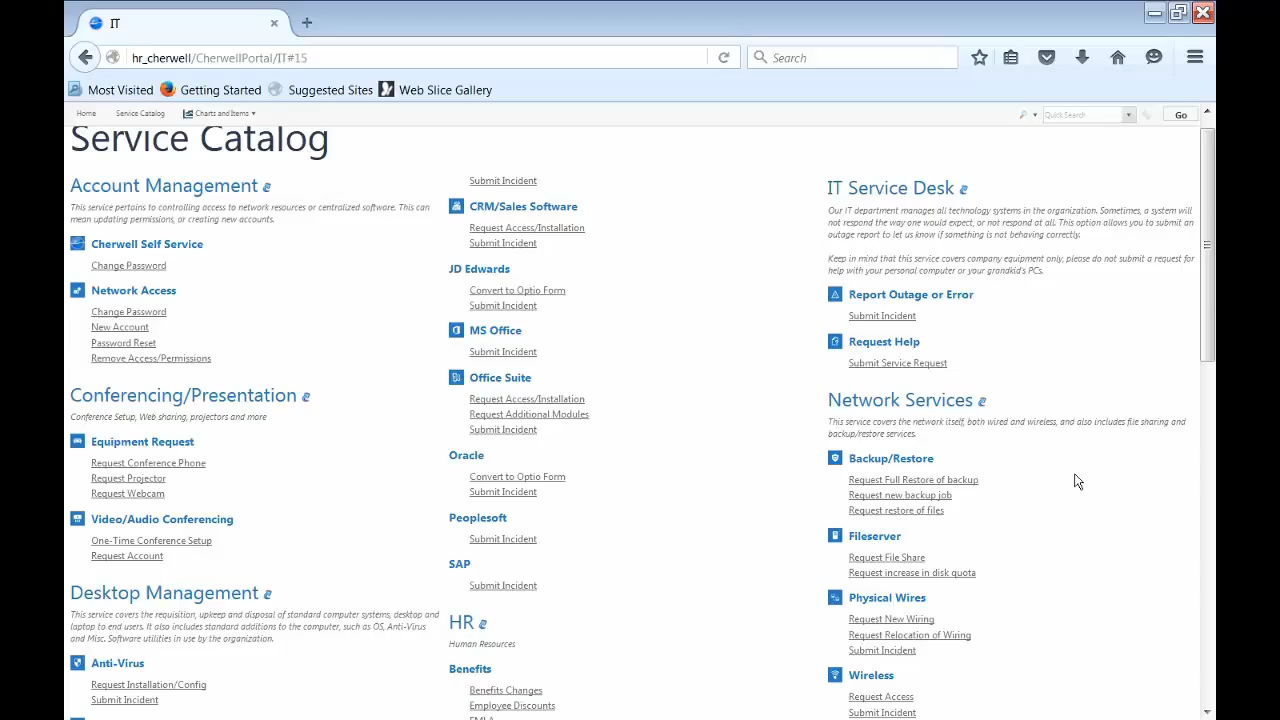 IT
hr_cherwell/CherwellPortal/IT#15
Search
Most Visited
Getting Started
Suggested Sites
Web Slice Gallery
Home
Service Catalog
Charts and Items
Quick Search
Go
Service Catalog
Account Management
This service pertains to controlling access to network resources or centralized software. This can
mean updating permissions, or creating new accounts.
Cherwell Self Service
Change Password
Network Access
Change Password
New Account
Password Reset
Remove Access/Permissions
Conferencing/Presentation
Conference Setup, Web sharing, projectors and more
Equipment Request
Request Conference Phone
Request Projector
Request Webcam
Video/Audio Conferencing
One-Time Conference Setup
Request Account
Desktop Management
This service covers the requisition, upkeep and disposal of standard computer systems, desktop and
laptop to end users. It also includes standard additions to the computer, such as OS, Anti-Virus
and Misc. Software utilities in use by the organization.
Anti-Virus
Request Installation/Config
Submit Incident
Submit Incident
CRM/Sales Software
Request Access/Installation
Submit Incident
JD Edwards
Convert to Optio Form
Submit Incident
MS Office
Submit Incident
Office Suite
Request Access/Installation
Request Additional Modules
Submit Incident
Oracle
Convert to Optio Form
Submit Incident
Peoplesoft
Submit Incident
SAP
Submit Incident
HR
Human Resources
Benefits
Benefits Changes
Employee Discounts
FMLA
IT Service Desk
Our IT department manages all technology systems in the organization. Sometimes, a system will
not respond the way one would expect, or not respond at all. This option allows you to submit an
outage report to let us know if something is not behaving correctly.
Keep in mind that this service covers company equipment only, please do not submit a request for
help with your personal computer or your grandkid's PCs.
Report Outage or Error
Submit Incident
Request Help
Submit Service Request
Network Services
This service covers the network itself, both wired and wireless, and also includes file sharing and
backup/restore services.
Backup/Restore
Request Full Restore of backup
Request new backup job
Request restore of files
Fileserver
Request File Share
Request increase in disk quota
Physical Wires
Request New Wiring
Request Relocation of Wiring
Submit Incident
Wireless
Request Access
Submit Incident